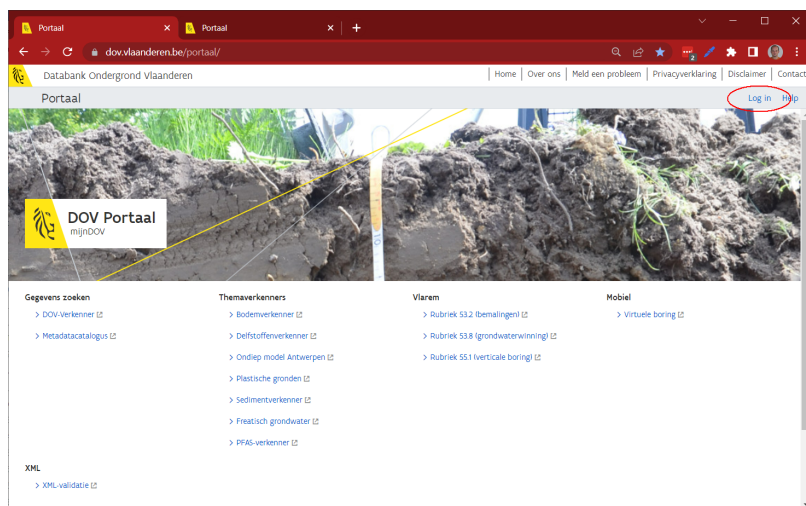 Portaal
Portaal
dov.vlaanderen.be/portaal/
2
Databank Ondergrond Vlaanderen
Home Over ons Meld een probleem Privacyverklaring Disclaimer Contact
Portaal
Log in Help
DOV Portaal
mijnDOV
10
Gegevens zoeken
DOV-Verkenner
Metadatacatalogus
Themaverkenners
Bodemverkenner
Delfstoffenverkenner
Ondiep model Antwerpen
Plastische gronden
Sedimentverkenner
Freatisch grondwater
PFAS-verkenner
Vlarem
Rubriek 53.2 (bemalingen)
Rubriek 53.8 (grondwaterwinning)
Rubriek 55.1 (verticale boring)
Mobiel
Virtuele boring
XML
XML-validatie